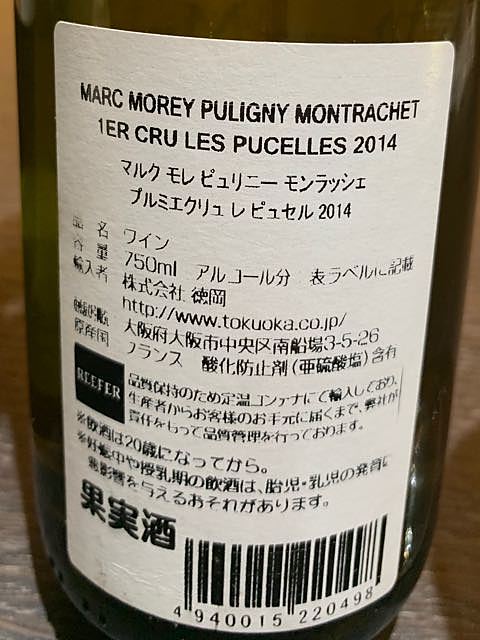 MARC MOREY PULIGNY MONTRACHET
1ER CRU LES PUCELLES 2014
マルク モレ ピュリニー モンラッシェ
プルミエクリュ レ ピュセル 2014
品 名 ワイン
容 量 750ml アルコール分 表ラベルに記載
輸入者 株式会社 徳岡
http://www.tokuoka.co.jp/
大阪府大阪市中央区南船場3-5-26
原産国 フランス 酸化防止剤(亜硫酸塩)含有
REEFER
品質保持のため定温コンテナにて輸入しており、
生産者からお客様のお手元に届くまで、弊社が
責任をもって品質管理を行っております。
※飲酒は20歳になってから。
※妊娠中や授乳期の飲酒は、胎児・乳児の発育に
悪影響を与えるおそれがあります。
果実酒
4 940015 220498